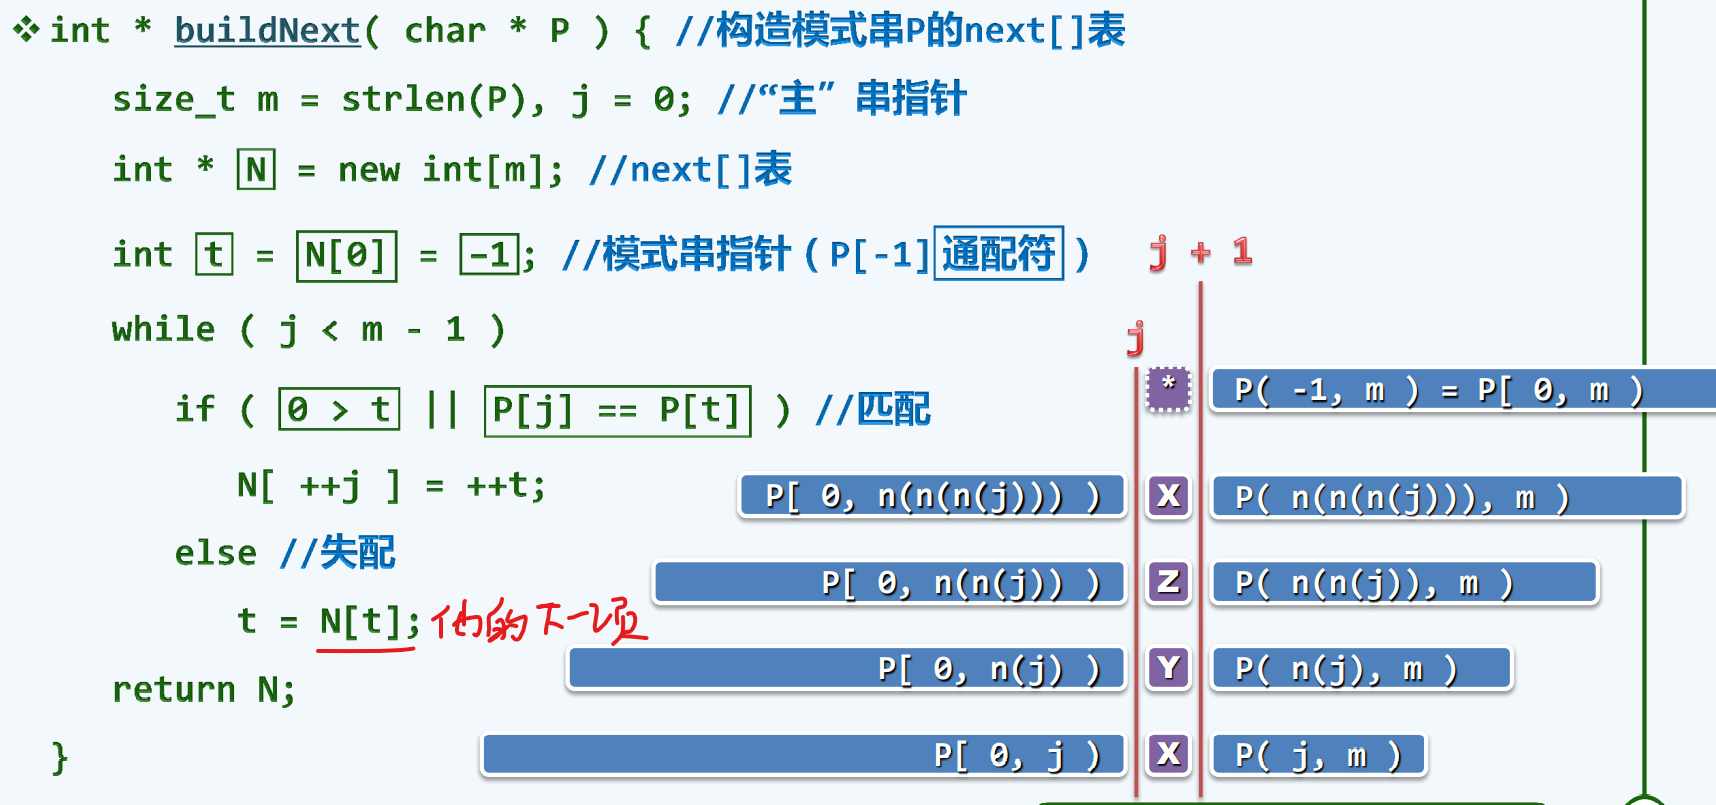 ❖ int * buildNext( char * P ) { //构造模式串P的next[]表
size_t m = strlen(P), j = 0; //“主”串指针
int * N = new int[m]; //next[]表
int t = N[0] = -1; //模式串指针（P[-1]通配符）
while ( j < m - 1 )
if ( 0 > t || P[j] == P[t] ) //匹配
N[ ++j ] = ++t;
else //失配
t = N[t]; 他的下一项
return N;
}
j + 1
j
* P( -1, m ) = P[ 0, m )
P[ 0, n(n(n(j))) ) X P( n(n(n(j))), m )
P[ 0, n(n(j)) ) Z P( n(n(j)), m )
P[ 0, n(j) ) Y P( n(j), m )
P[ 0, j ) X P( j, m )